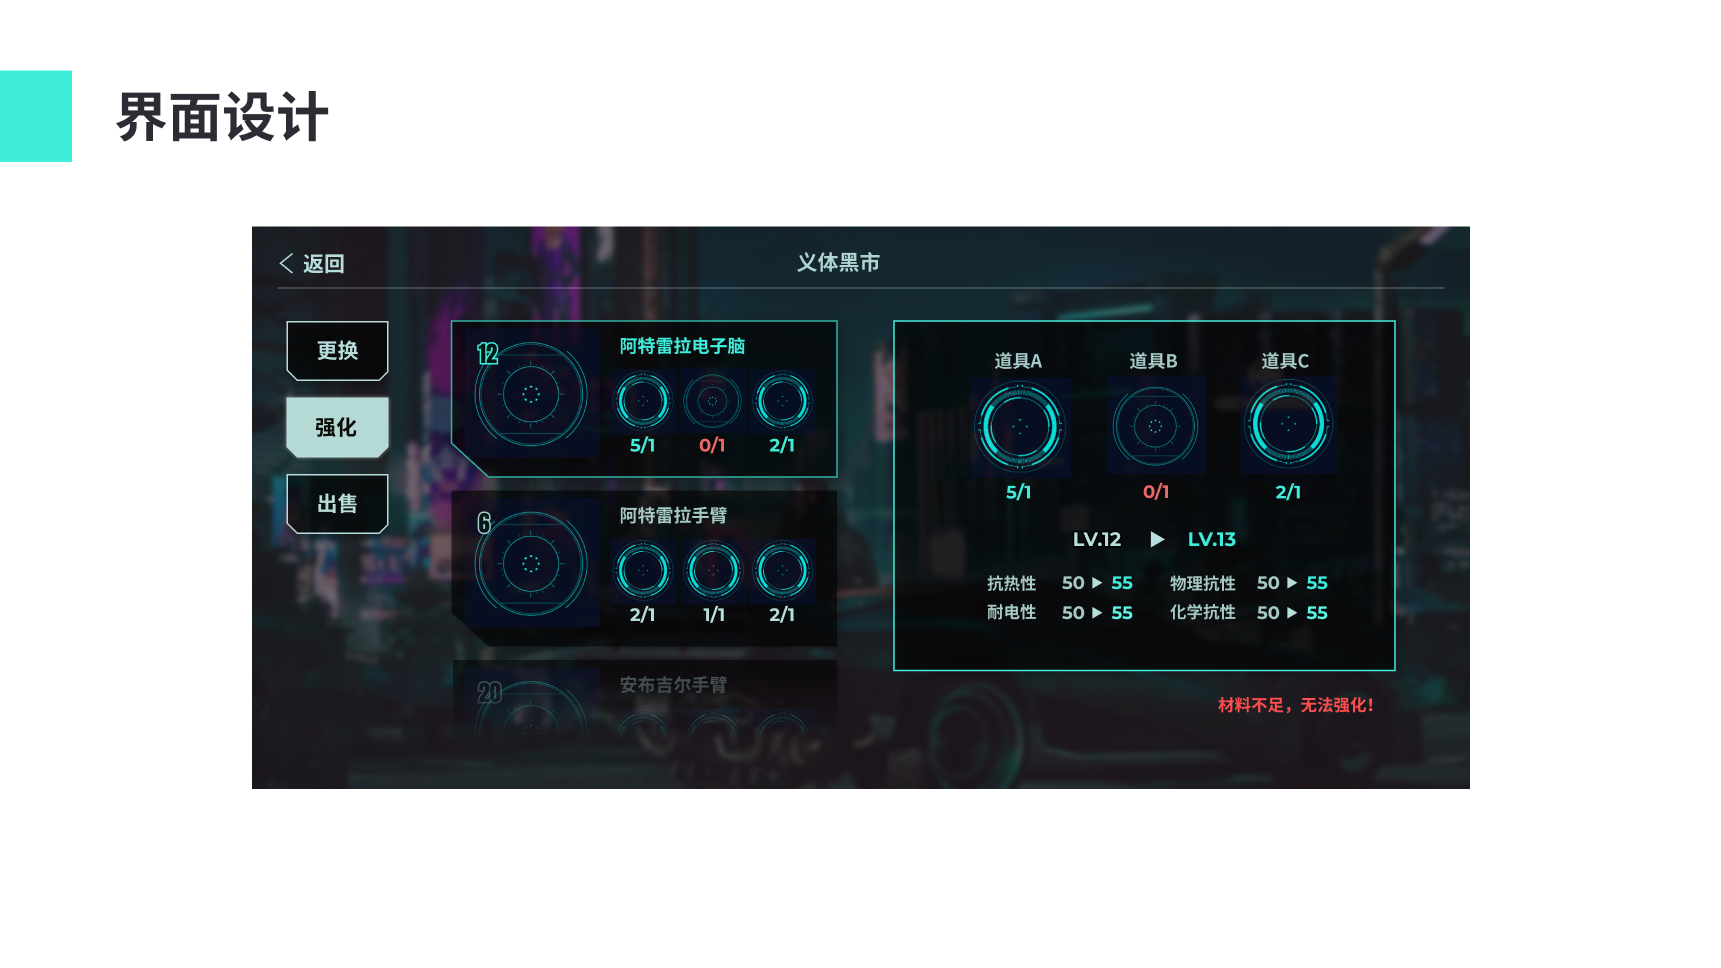 界面设计
返回
义体黑市
更换
强化
出售
12
阿特雷拉电子脑
5/1 0/1 2/1
6
阿特雷拉手臂
2/1 1/1 2/1
20
安布吉尔手臂
道具A 道具B 道具C
5/1 0/1 2/1
LV.12 ▶ LV.13
抗热性 50 ▶ 55 物理抗性 50 ▶ 55
耐电性 50 ▶ 55 化学抗性 50 ▶ 55
材料不足，无法强化！